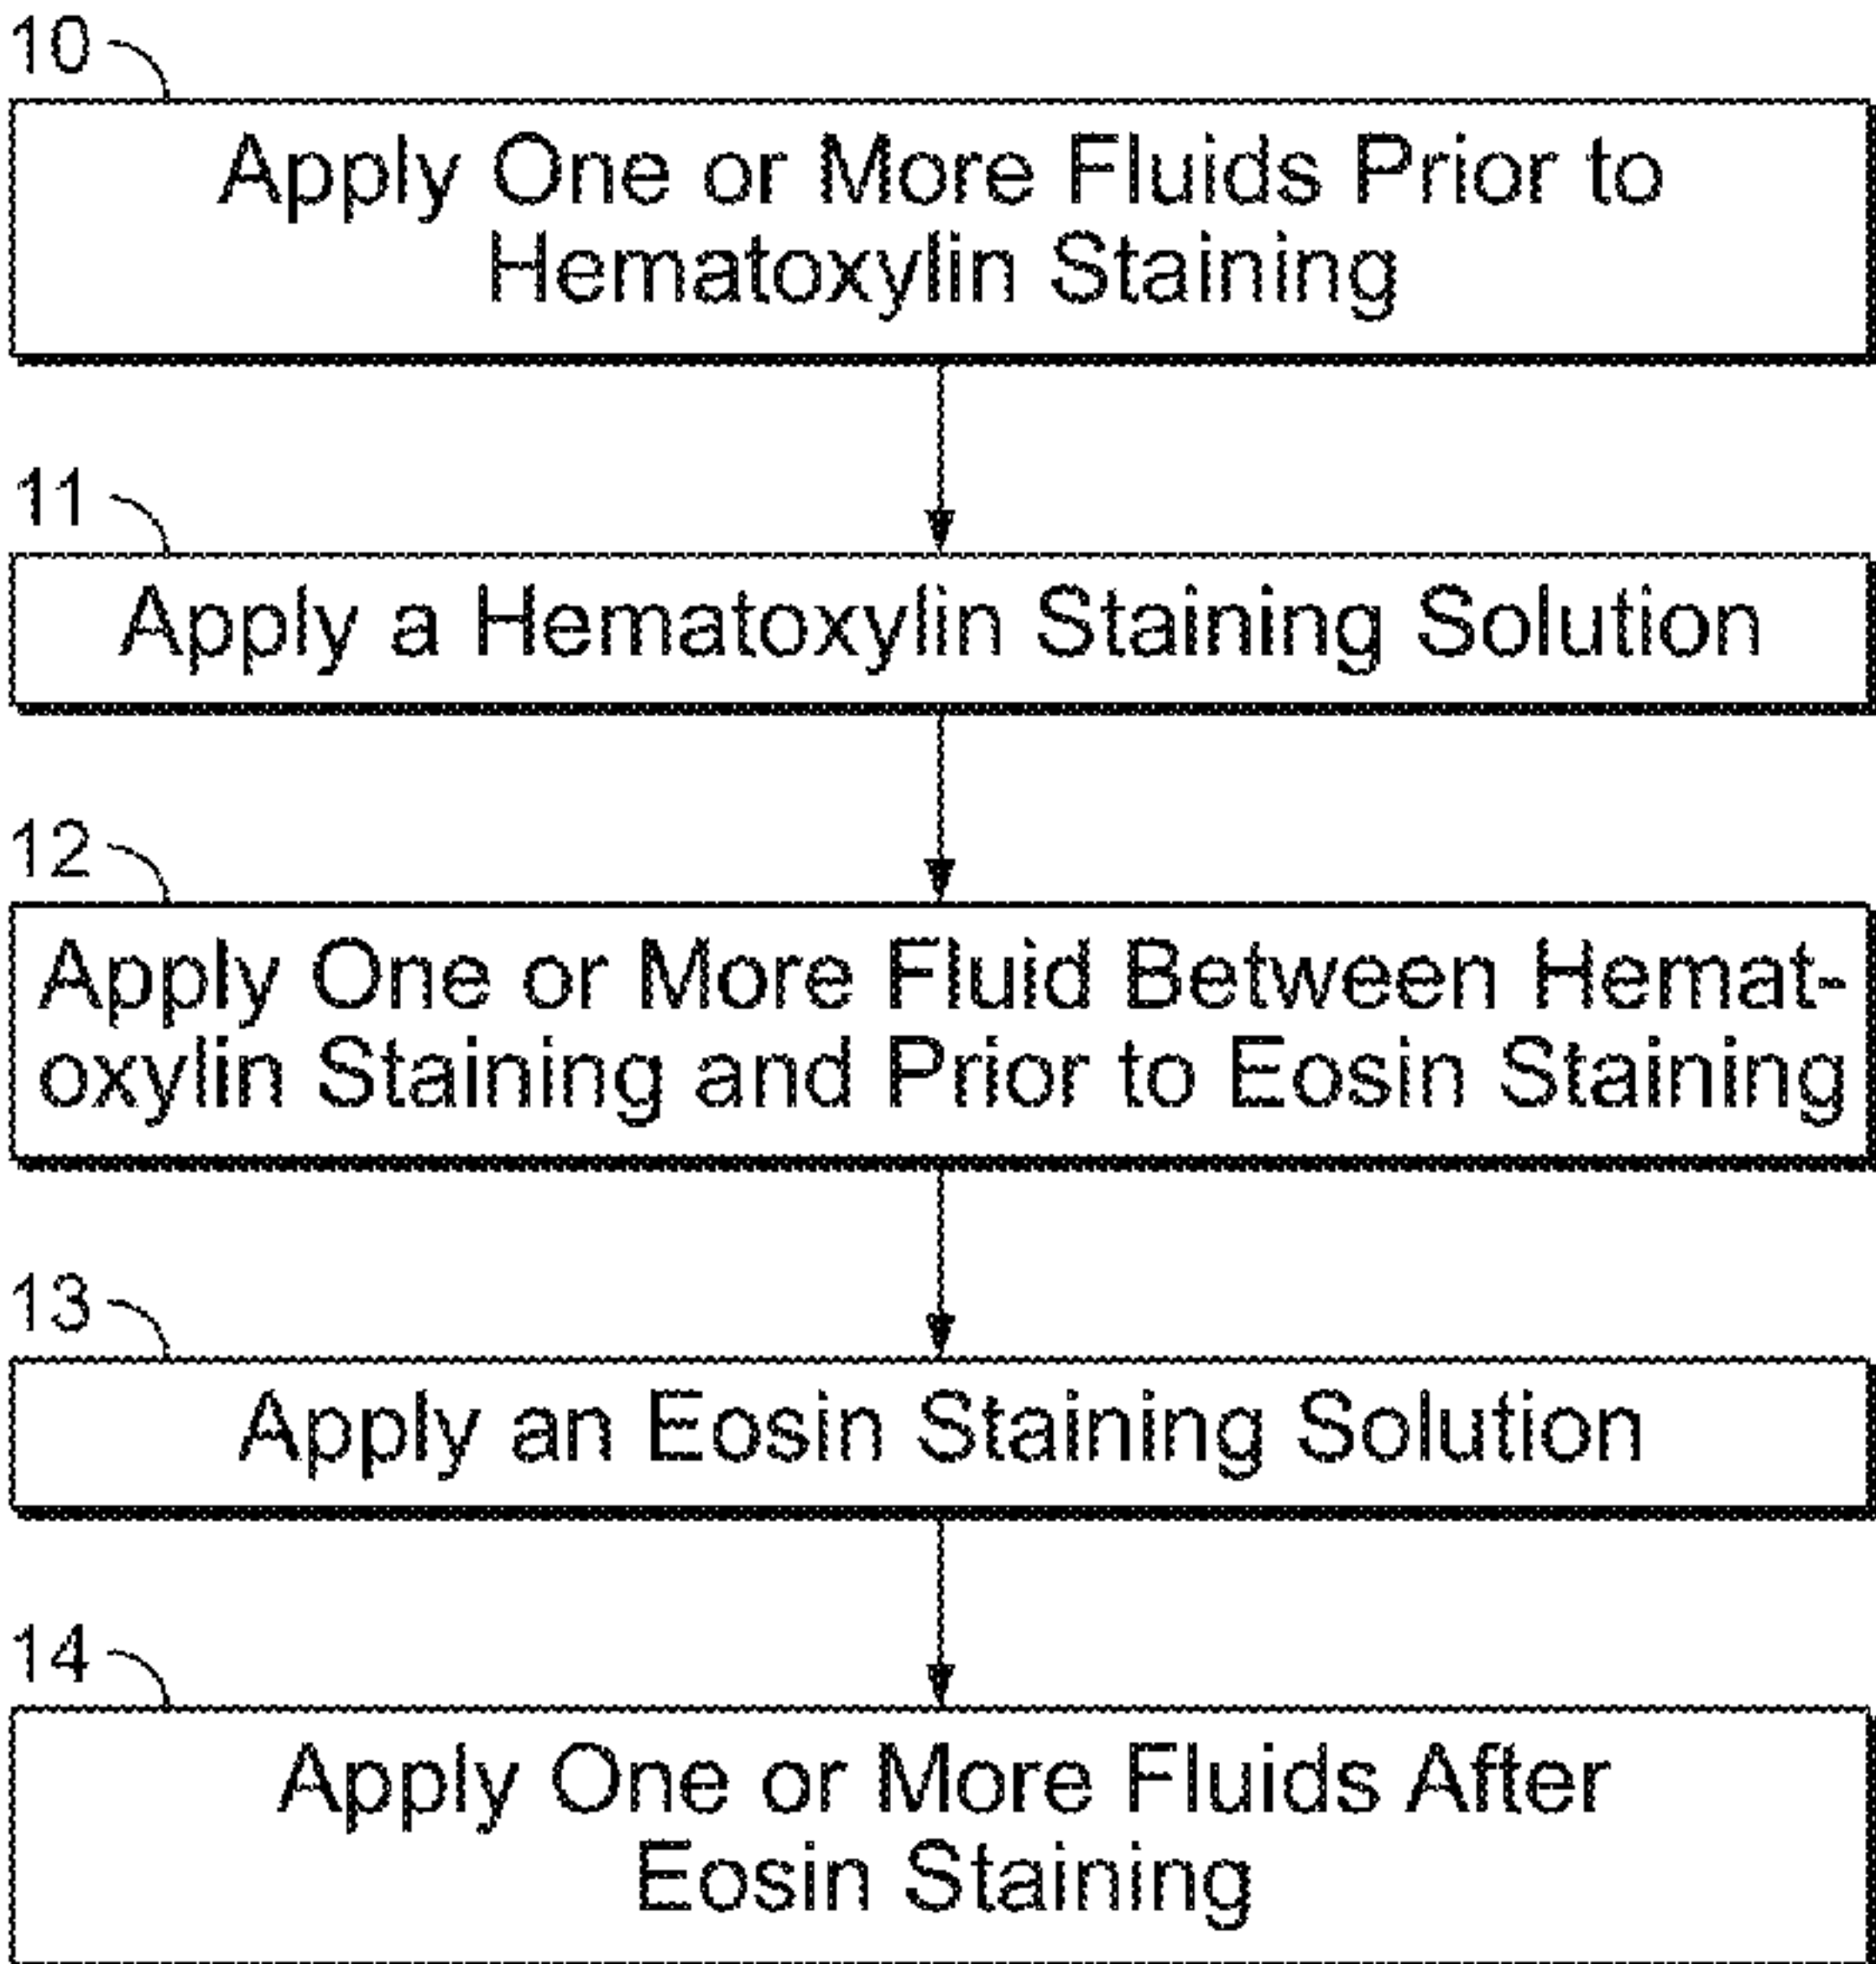 10
Apply One or More Fluids Prior to
Hematoxylin Staining
11
Apply a Hematoxylin Staining Solution
12
Apply One or More Fluid Between Hemat-
oxylin Staining and Prior to Eosin Staining
13
Apply an Eosin Staining Solution
14
Apply One or More Fluids After
Eosin Staining